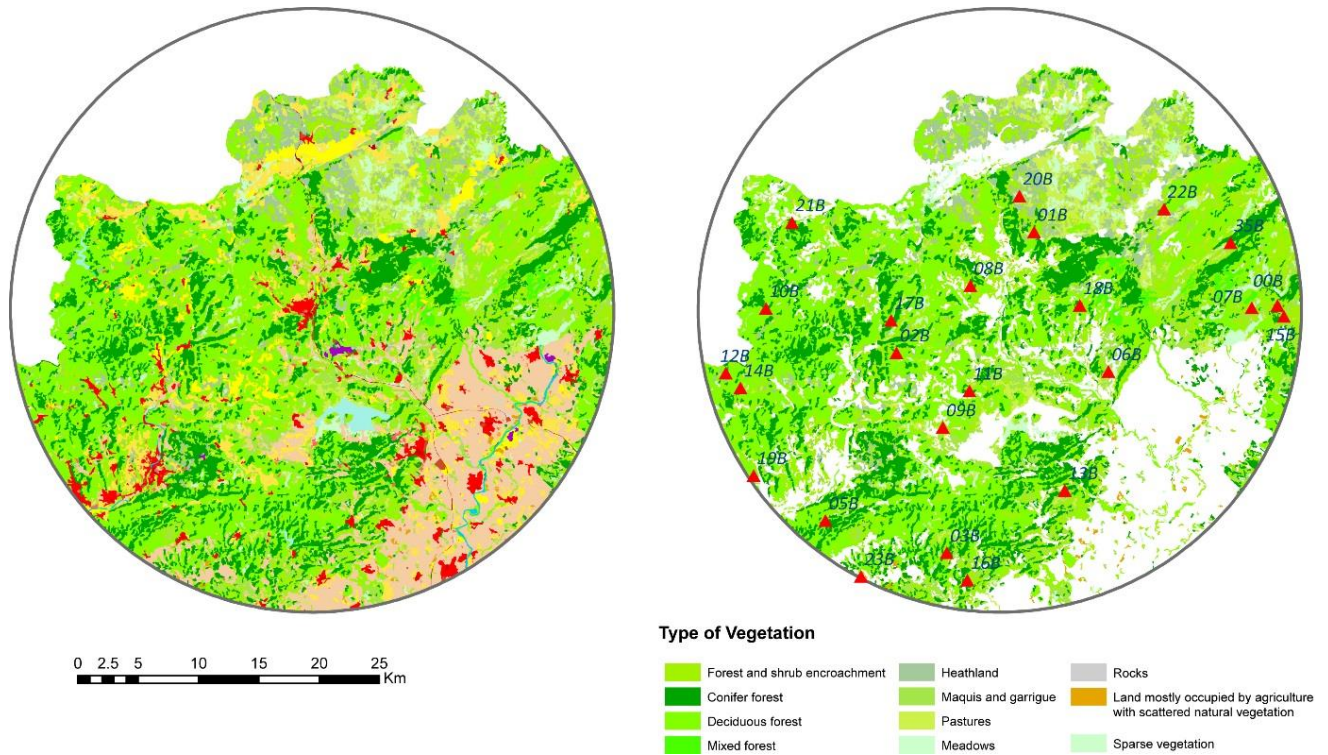 20B
22B
21B
01B
35B
08B
10B
18B
00B
17B
07B
02B
15B
12B
06B
14B
11B
09B
19B
13B
05B
03B
16B
23B
Type of Vegetation
0 2.5 5 10 15 20 25
Km
Forest and shrub encroachment
Conifer forest
Deciduous forest
Mixed forest
Heathland
Maquis and garrigue
Pastures
Meadows
Rocks
Land mostly occupied by agriculture
with scattered natural vegetation
Sparse vegetation